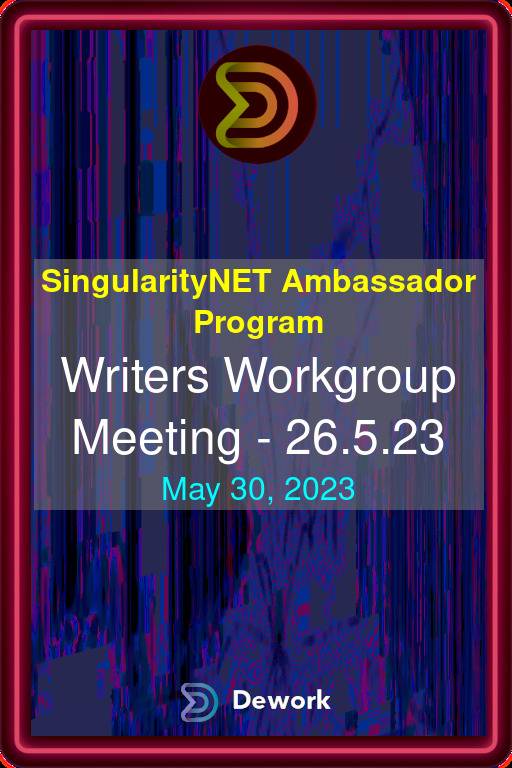 SingularityNET Ambassador
Program
Writers Workgroup
Meeting - 26.5.23
May 30, 2023
Dework